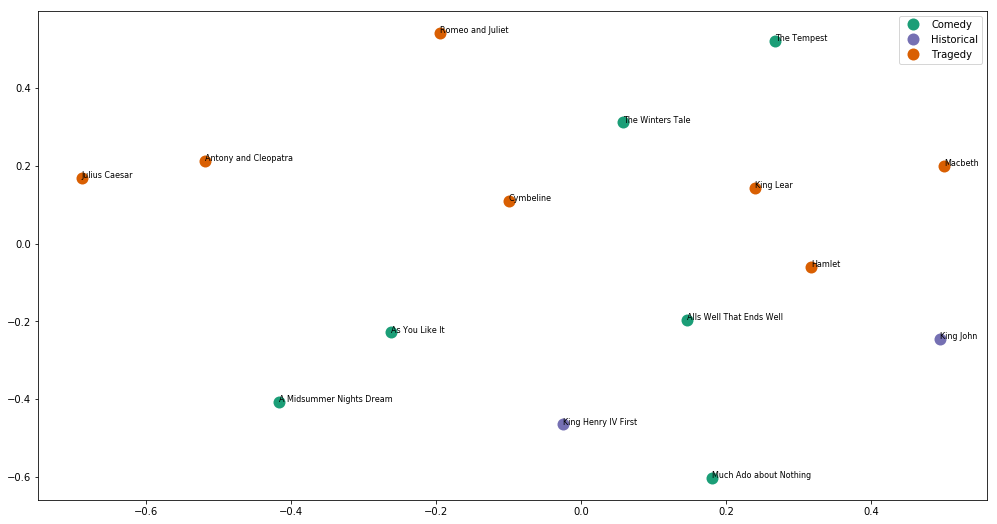 Romeo and Juliet
The Tempest
Comedy
Historical
Tragedy
The Winters Tale
Antony and Cleopatra
Julius Caesar
Macbeth
King Lear
Cymbeline
Hamlet
Alls Well That Ends Well
As You Like It
King John
A Midsummer Nights Dream
King Henry IV First
Much Ado about Nothing
0.4
0.2
0.0
−0.2
−0.4
−0.6
−0.6
−0.4
−0.2
0.0
0.2
0.4